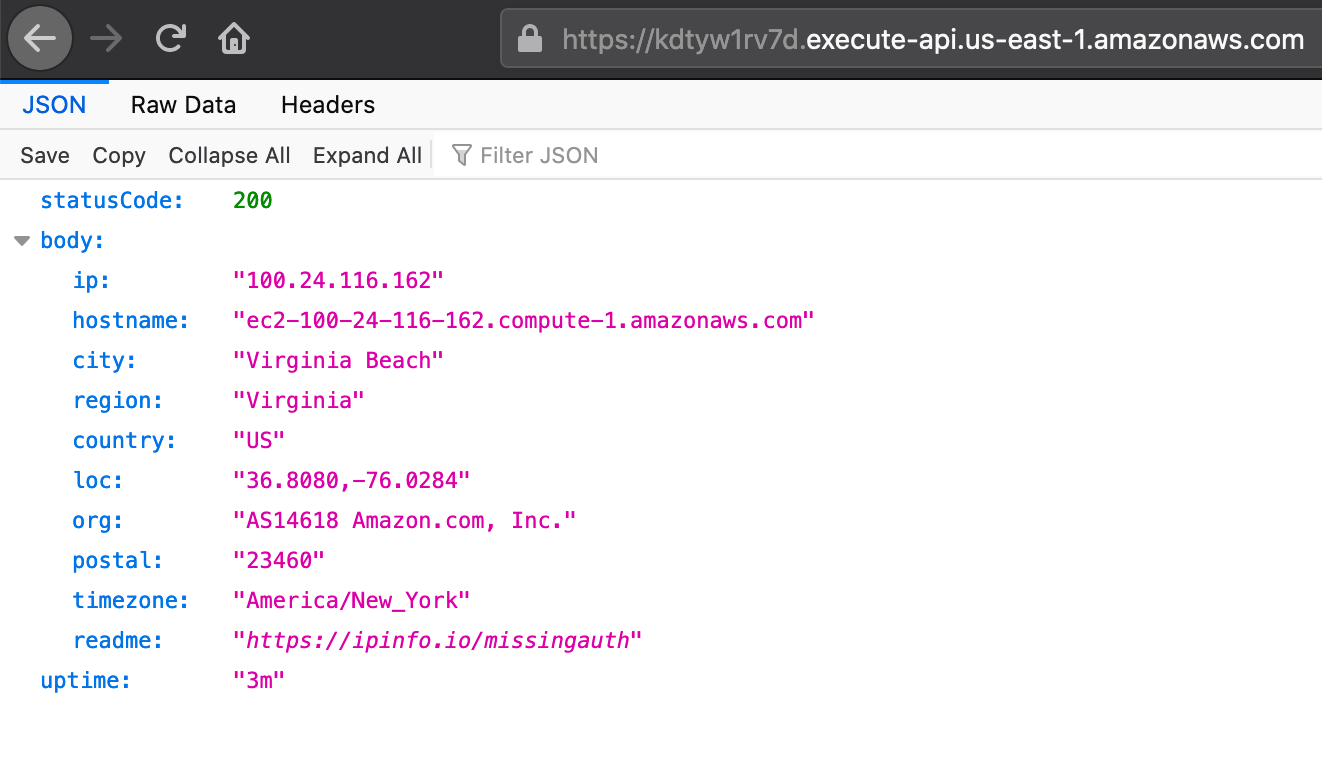 https://kdtyw1rv7d.execute-api.us-east-1.amazonaws.com
JSON Raw Data Headers
Save Copy Collapse All Expand All Filter JSON
statusCode: 200
body:
ip: "100.24.116.162"
hostname: "ec2-100-24-116-162.compute-1.amazonaws.com"
city: "Virginia Beach"
region: "Virginia"
country: "US"
loc: "36.8080,-76.0284"
org: "AS14618 Amazon.com, Inc."
postal: "23460"
timezone: "America/New_York"
readme: "https://ipinfo.io/missingauth"
uptime: "3m"